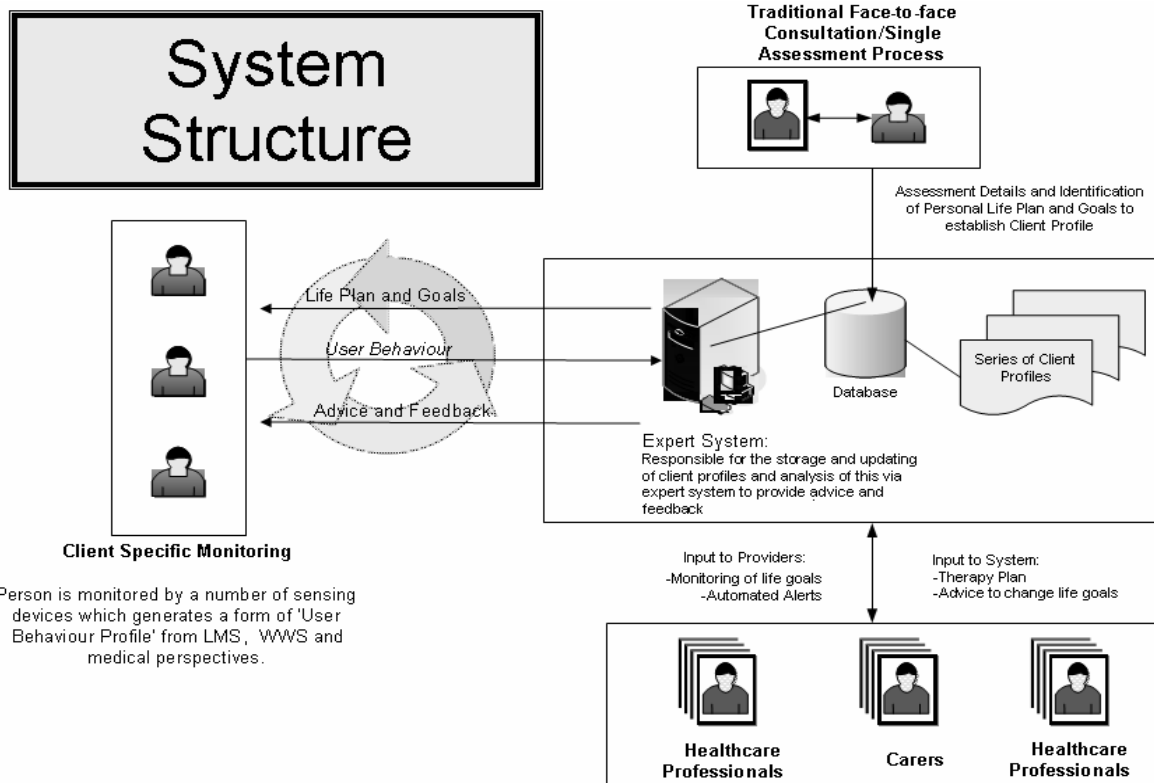 System
Structure
Traditional Face-to-face
Consultation/Single
Assessment Process
Assessment Details and Identification
of Personal Life Plan and Goals to
establish Client Profile
Life Plan and Goals
User Behaviour
Advice and Feedback
Database
Series of Client
Profiles
Expert System:
Responsible for the storage and updating
of client profiles and analysis of this via
expert system to provide advice and
feedback
Client Specific Monitoring
Person is monitored by a number of sensing
devices which generates a form of 'User
Behaviour Profile' from LMS, WWS and
medical perspectives.
Input to Providers:
-Monitoring of life goals
-Automated Alerts
Input to System:
-Therapy Plan
-Advice to change life goals
Healthcare
Professionals
Carers
Healthcare
Professionals